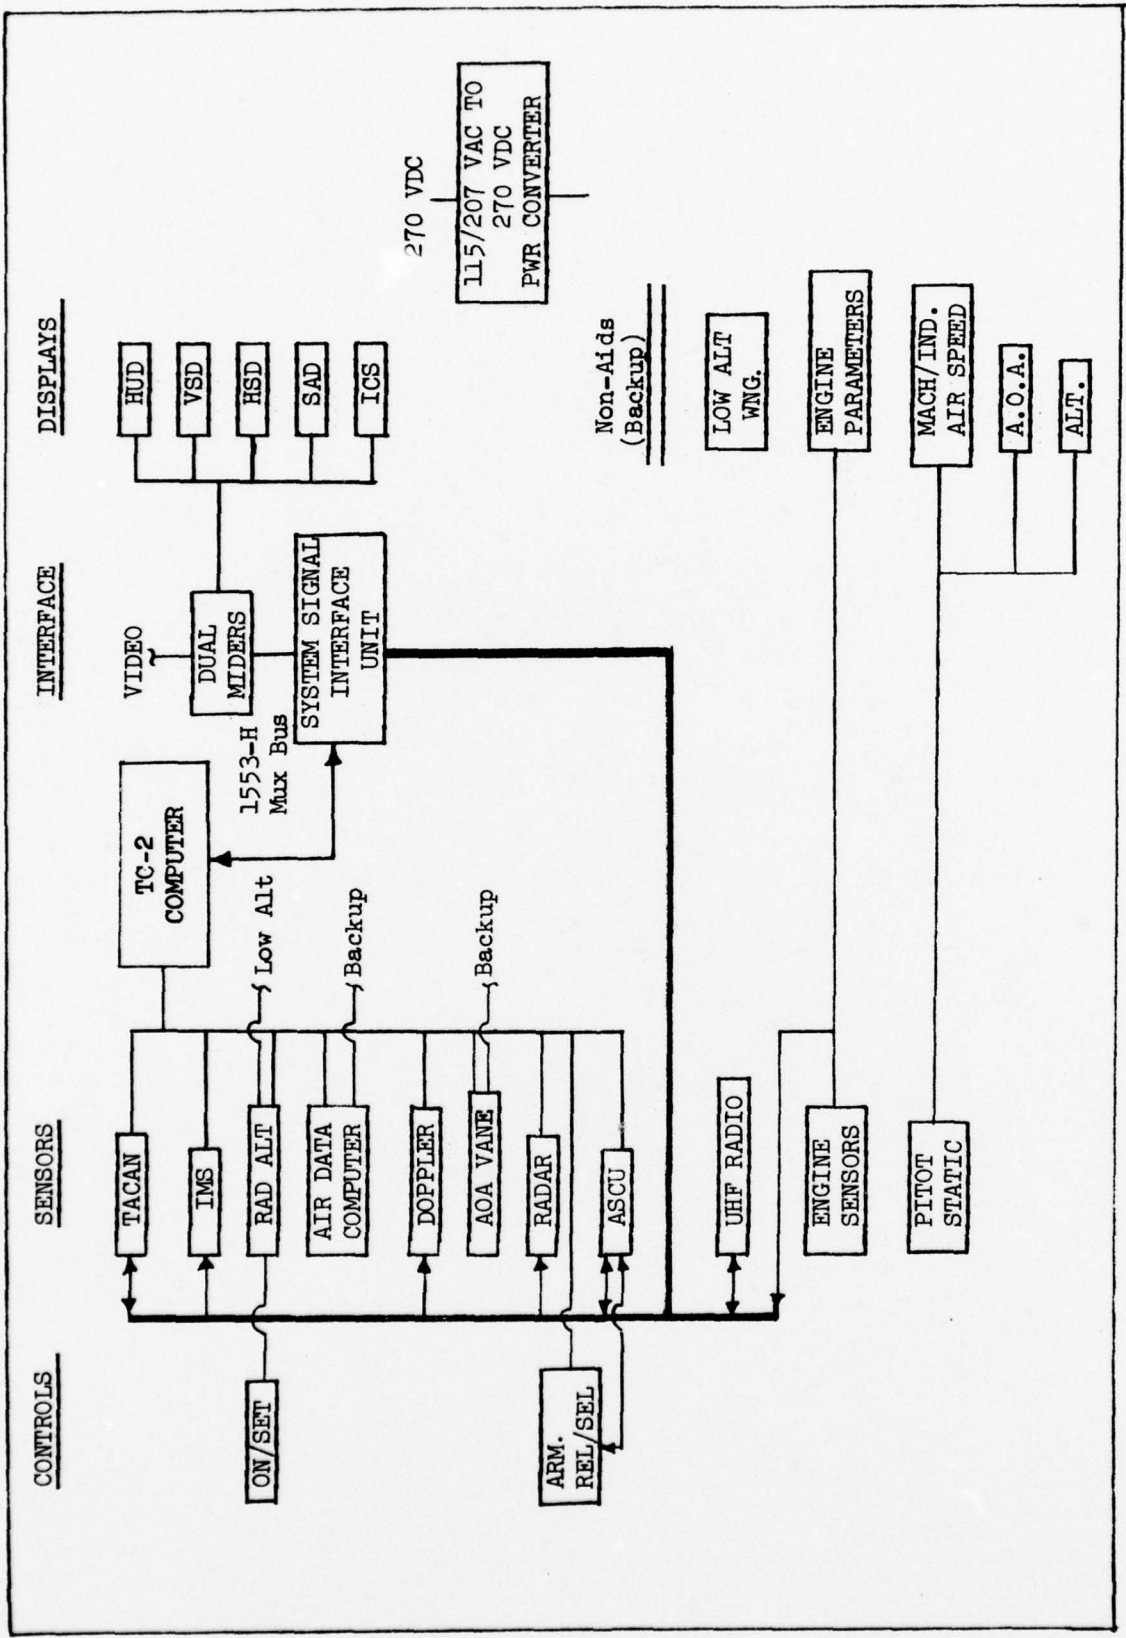 CONTROLS
SENSORS
INTERFACE
DISPLAYS
ON/SET
ARM.
REL/SEL
TACAN
IMS
RAD ALT
AIR DATA
COMPUTER
DOPPLER
AOA VANE
RADAR
ASCU
UHF RADIO
ENGINE
SENSORS
PITOT
STATIC
Low Alt
Backup
Backup
TC-2
COMPUTER
1553-H
Mux Bus
VIDEO
DUAL
MIDERS
SYSTEM SIGNAL
INTERFACE
UNIT
HUD
VSD
HSD
SAD
ICS
270 VDC
115/207 VAC TO
270 VDC
PWR CONVERTER
Non-Aids
(Backup)
LOW ALT
WNG.
ENGINE
PARAMETERS
MACH/IND.
AIR SPEED
A.O.A.
ALT.